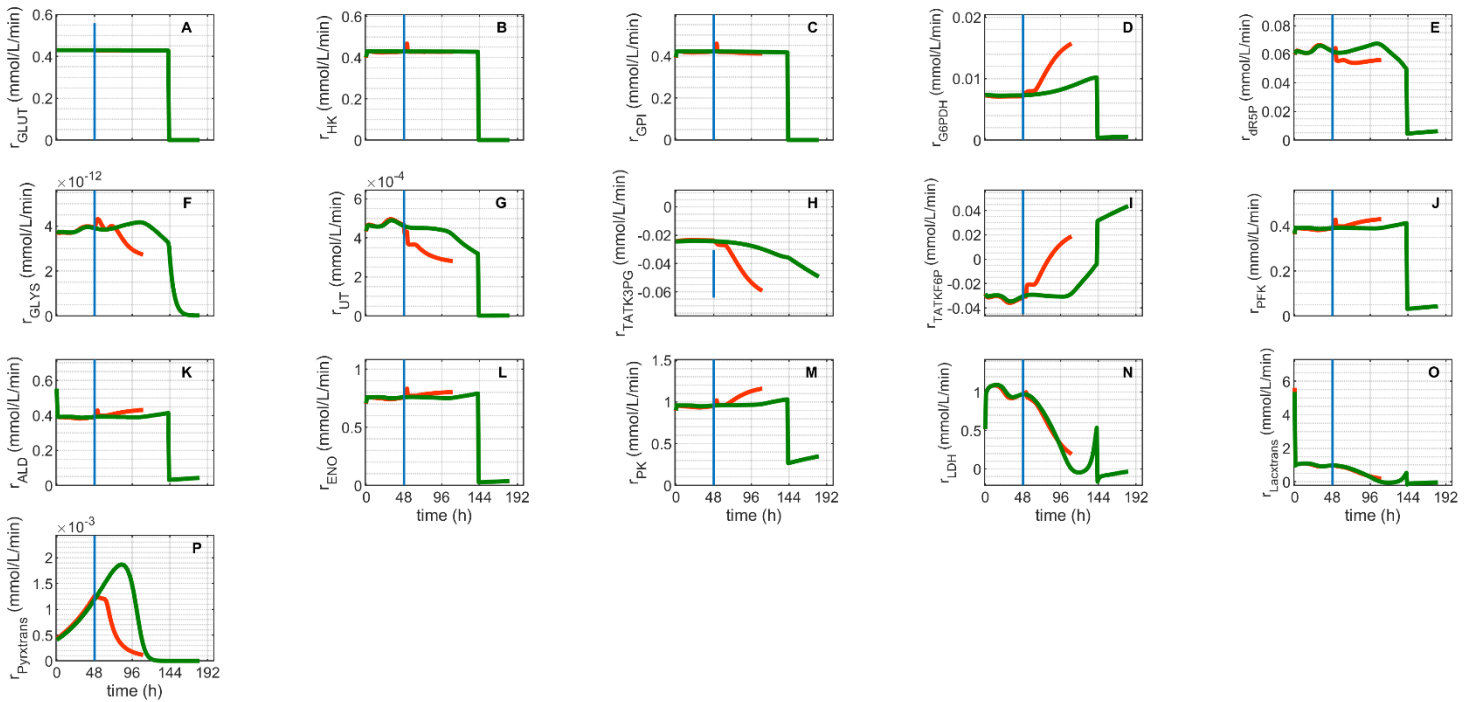 A
r_GLUT (mmol/L/min)
0.6
0.4
0.2
0
B
r_HK (mmol/L/min)
0.6
0.4
0.2
0
C
r_GPI (mmol/L/min)
0.6
0.4
0.2
0
D
r_G6PDH (mmol/L/min)
0.02
0.01
0
E
r_dR5P (mmol/L/min)
0.08
0.06
0.04
0.02
0
F
×10^-12
r_GLYS (mmol/L/min)
6
4
2
0
G
×10^-4
r_UT (mmol/L/min)
6
4
2
0
H
r_TATK3PG (mmol/L/min)
0
-0.02
-0.04
-0.06
I
r_TATKF6P (mmol/L/min)
0.04
0.02
0
-0.02
-0.04
J
r_PFK (mmol/L/min)
0.6
0.4
0.2
0
K
r_ALD (mmol/L/min)
0.6
0.4
0.2
0
L
r_ENO (mmol/L/min)
1
0.5
0
0 48 96 144 192
time (h)
M
r_PK (mmol/L/min)
1.5
1
0.5
0
0 48 96 144 192
time (h)
N
r_LDH (mmol/L/min)
1
0.5
0
0 48 96 144 192
time (h)
O
r_Lacxtrans (mmol/L/min)
6
4
2
0
0 48 96 144 192
time (h)
P
×10^-3
r_Pyrxtrans (mmol/L/min)
2
1.5
1
0.5
0
0 48 96 144 192
time (h)